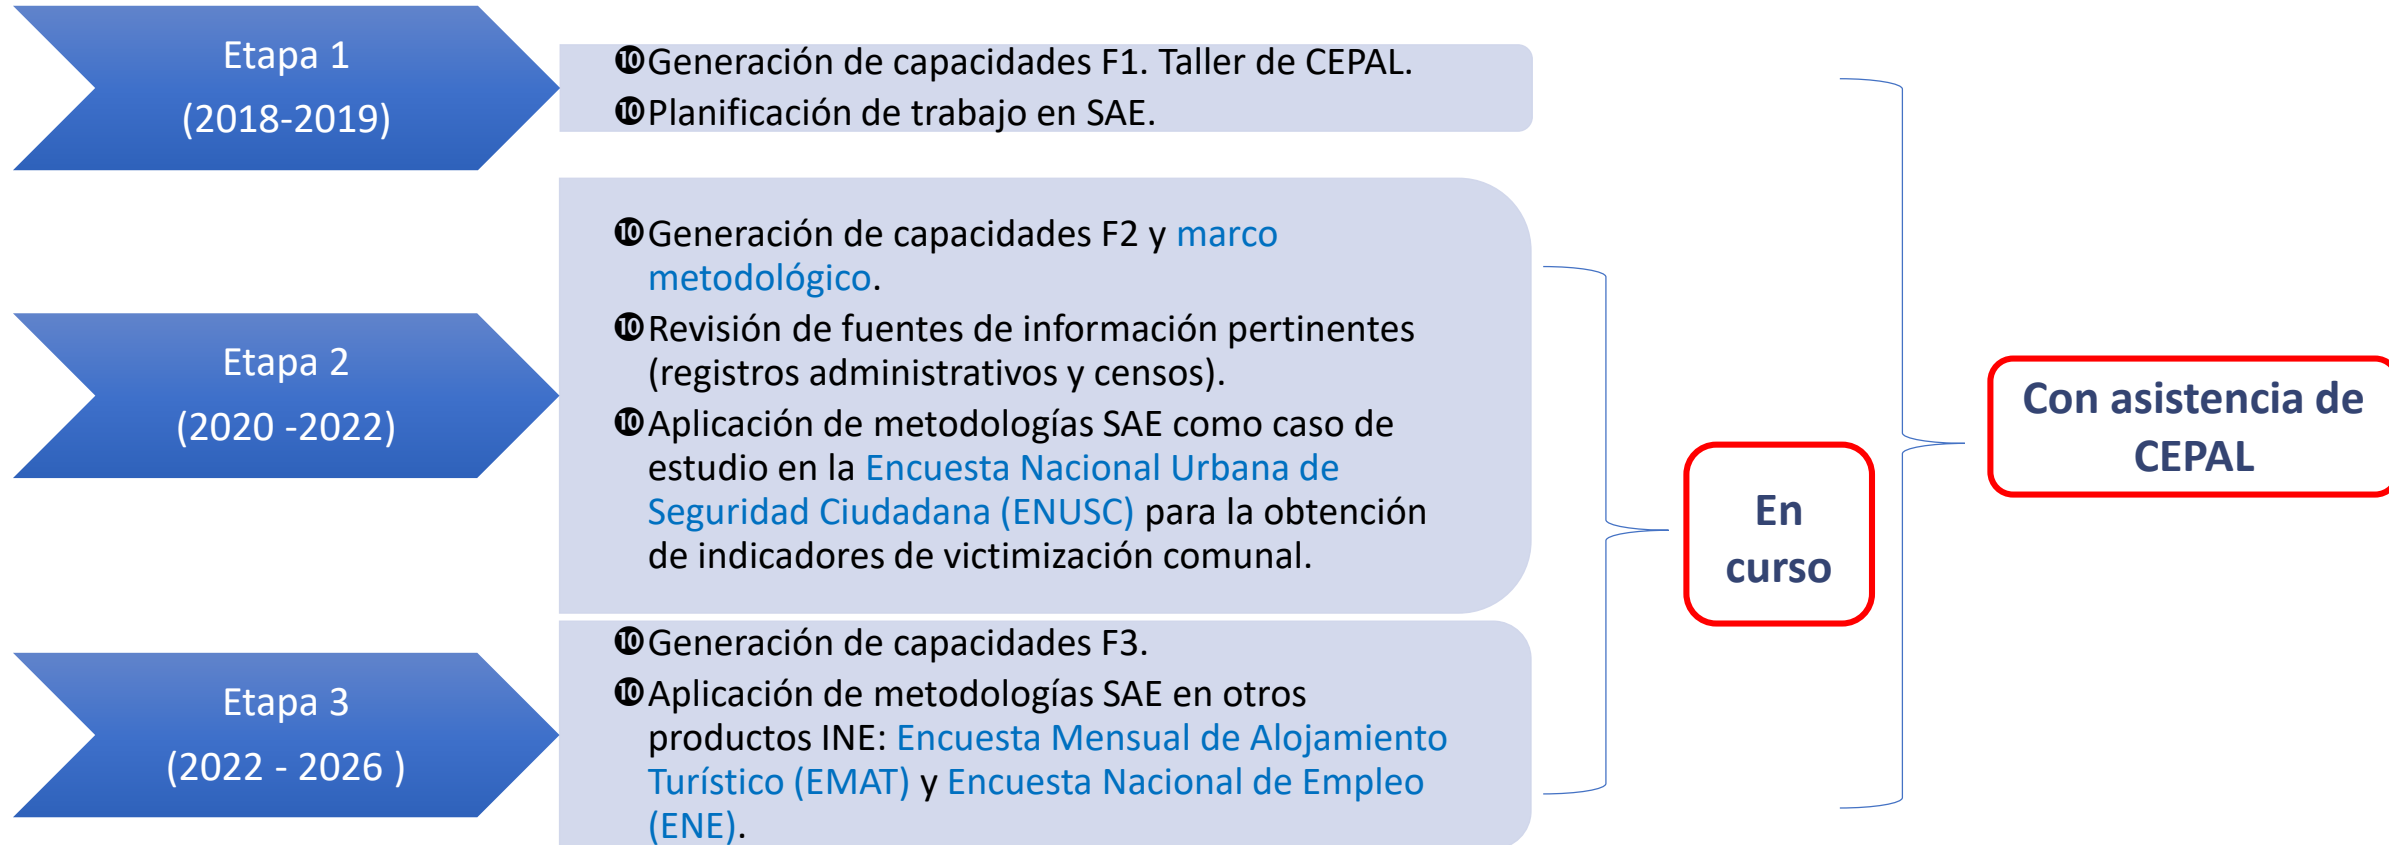 Etapa 1
(2018-2019)
❿Generación de capacidades F1. Taller de CEPAL.
❿Planificación de trabajo en SAE.
Etapa 2
(2020 -2022)
❿Generación de capacidades F2 y marco
metodológico.
❿Revisión de fuentes de información pertinentes
(registros administrativos y censos).
❿Aplicación de metodologías SAE como caso de
estudio en la Encuesta Nacional Urbana de
Seguridad Ciudadana (ENUSC) para la obtención
de indicadores de victimización comunal.
Etapa 3
(2022 - 2026 )
❿Generación de capacidades F3.
❿Aplicación de metodologías SAE en otros
productos INE: Encuesta Mensual de Alojamiento
Turístico (EMAT) y Encuesta Nacional de Empleo
(ENE).
En
curso
Con asistencia de
CEPAL